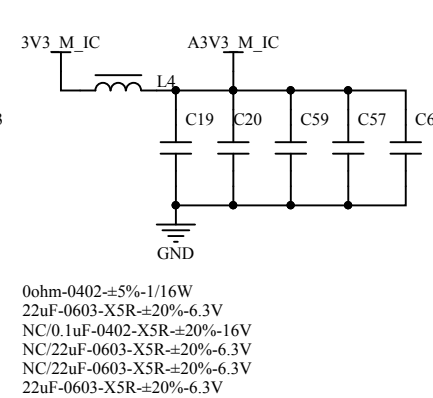 3V3_M_IC
A3V3_M_IC
L4
C19
C20
C59
C57
GND
0ohm-0402-±5%-1/16W
22uF-0603-X5R-±20%-6.3V
NC/0.1uF-0402-X5R-±20%-16V
NC/22uF-0603-X5R-±20%-6.3V
NC/22uF-0603-X5R-±20%-6.3V
22uF-0603-X5R-±20%-6.3V